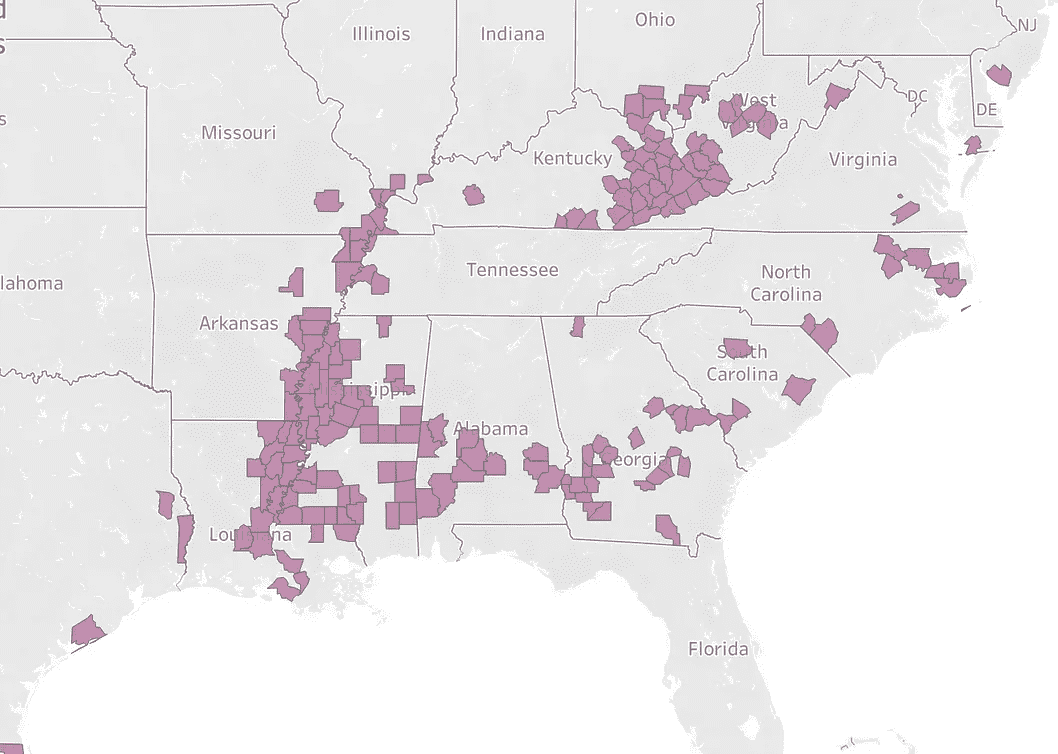 d
s
Illinois
Indiana
Ohio
NJ
DC
DE
West
Virginia
Missouri
Kentucky
Virginia
lahoma
Tennessee
North
Carolina
Arkansas
South
Carolina
Mississippi
Alabama
Georgia
Louisiana
Florida